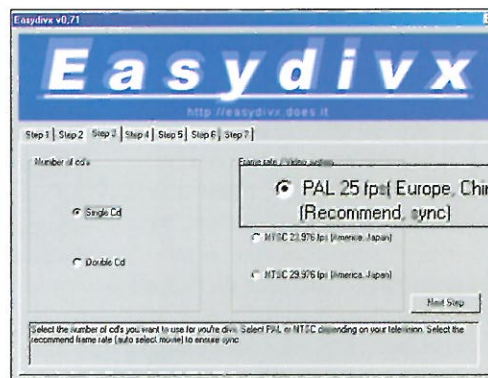 Easydivx v0,71
Easydivx
http://easydivx.does.it
Step 1 Step 2 Step 3 Step 4 Step 5 Step 6 Step 7
Number of cd's
Single Cd
Double Cd
Frame rate / Video system
PAL 25 fps( Europe, Chin
(Recommend, sync)
NTSC 23,976 fps (America, Japan)
NTSC 29,976 fps (America, Japan)
Next Step
Select the number of cd's you want to use for you're divx. Select PAL or NTSC depending on your television. Select the
recommend frame rate (auto select movie) to ensure sync